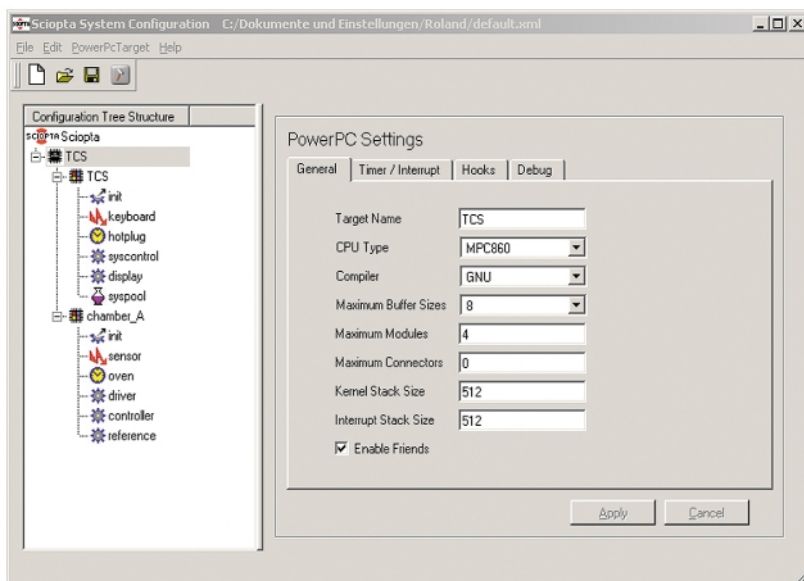 Sciopta System Configuration C:/Dokumente und Einstellungen/Roland/default.xml
File Edit PowerPcTarget Help
Configuration Tree Structure
SCIOPTA Sciopta
TCS
TCS
init
keyboard
hotplug
syscontrol
display
syspool
chamber_A
init
sensor
oven
driver
controller
reference
PowerPC Settings
General Timer / Interrupt Hooks Debug
Target Name TCS
CPU Type MPC860
Compiler GNU
Maximum Buffer Sizes 8
Maximum Modules 4
Maximum Connectors 0
Kernel Stack Size 512
Interrupt Stack Size 512
Enable Friends
Apply Cancel